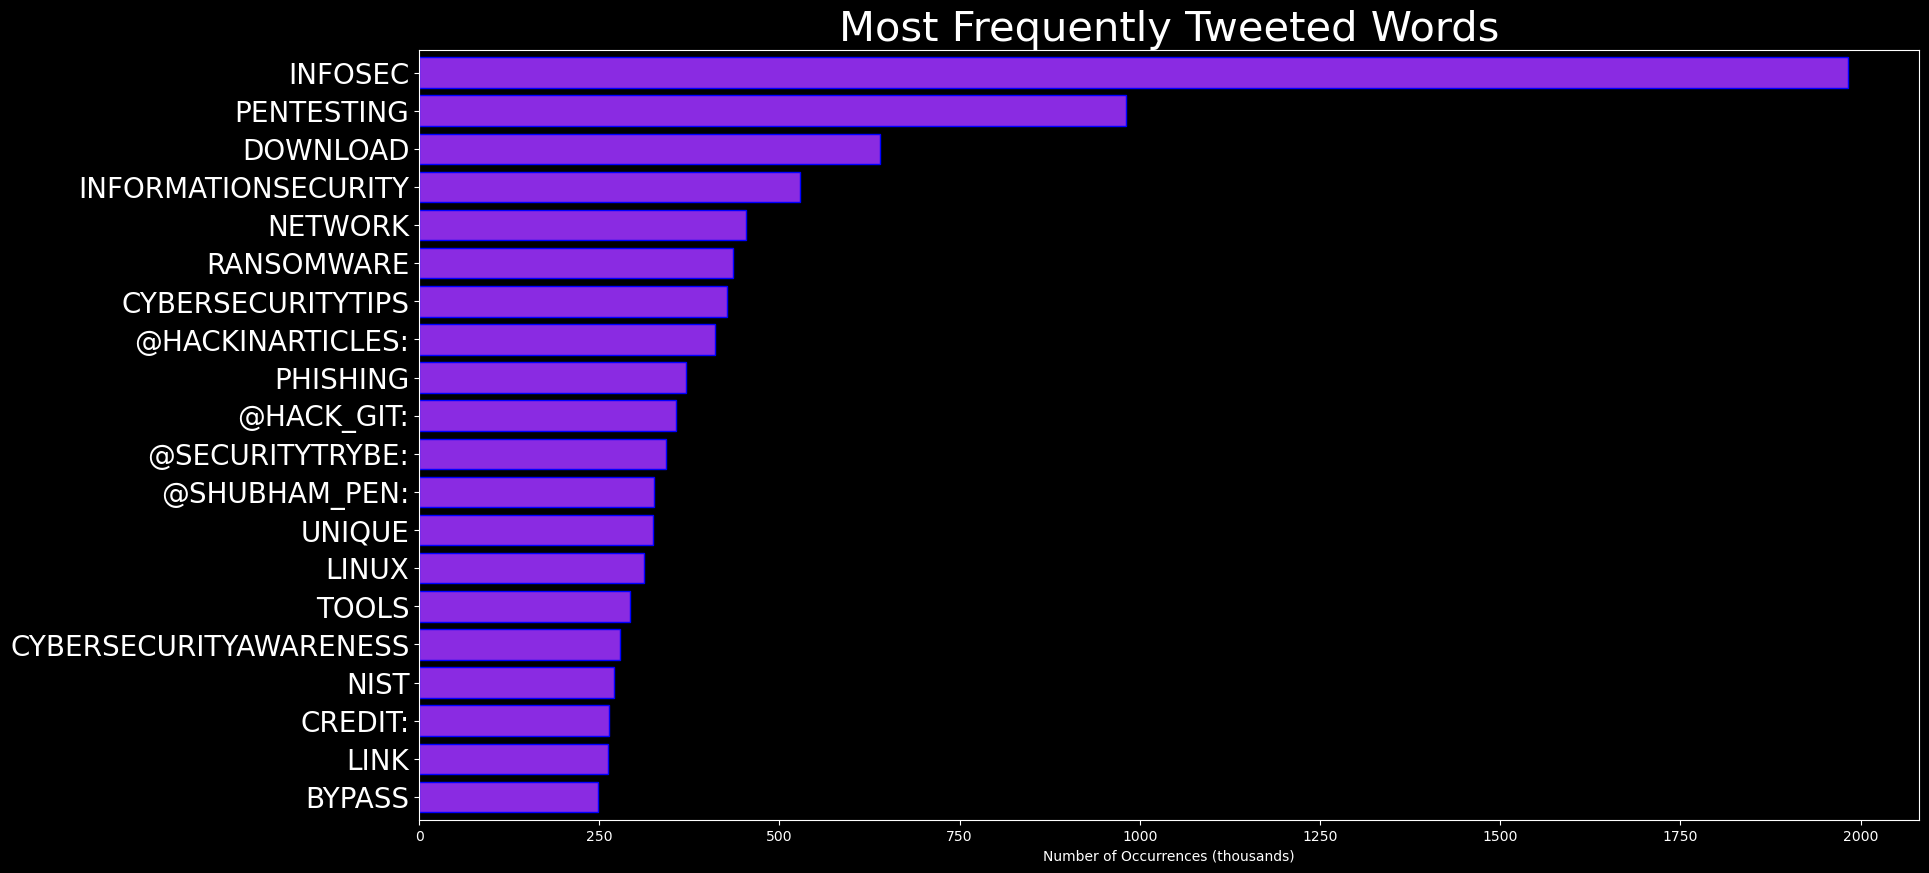 Most Frequently Tweeted Words
INFOSEC
PENTESTING
DOWNLOAD
INFORMATIONSECURITY
NETWORK
RANSOMWARE
CYBERSECURITYTIPS
@HACKINARTICLES:
PHISHING
@HACK_GIT:
@SECURITYTRYBE:
@SHUBHAM_PEN:
UNIQUE
LINUX
TOOLS
CYBERSECURITYAWARENESS
NIST
CREDIT:
LINK
BYPASS
0 250 500 750 1000 1250 1500 1750 2000
Number of Occurrences (thousands)